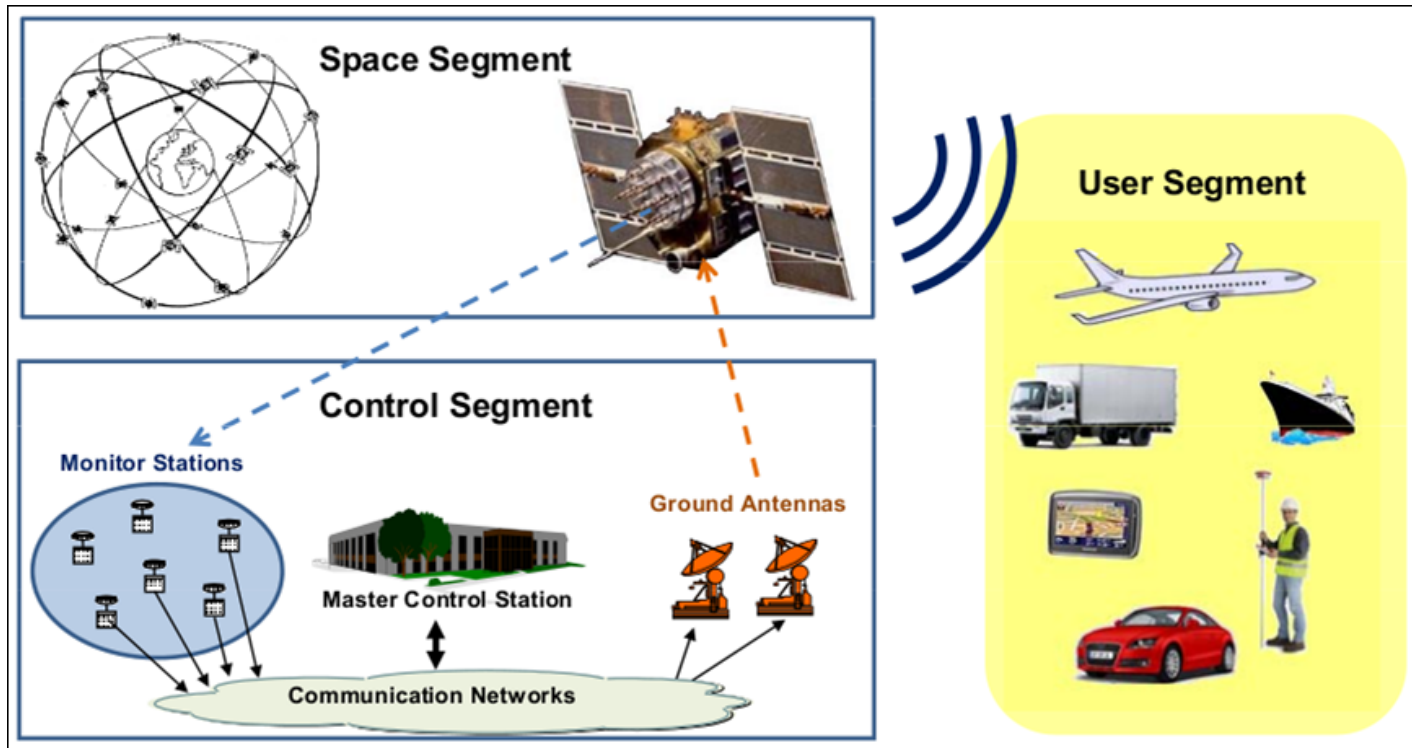 Space Segment
User Segment
Control Segment
Monitor Stations
Ground Antennas
Master Control Station
Communication Networks